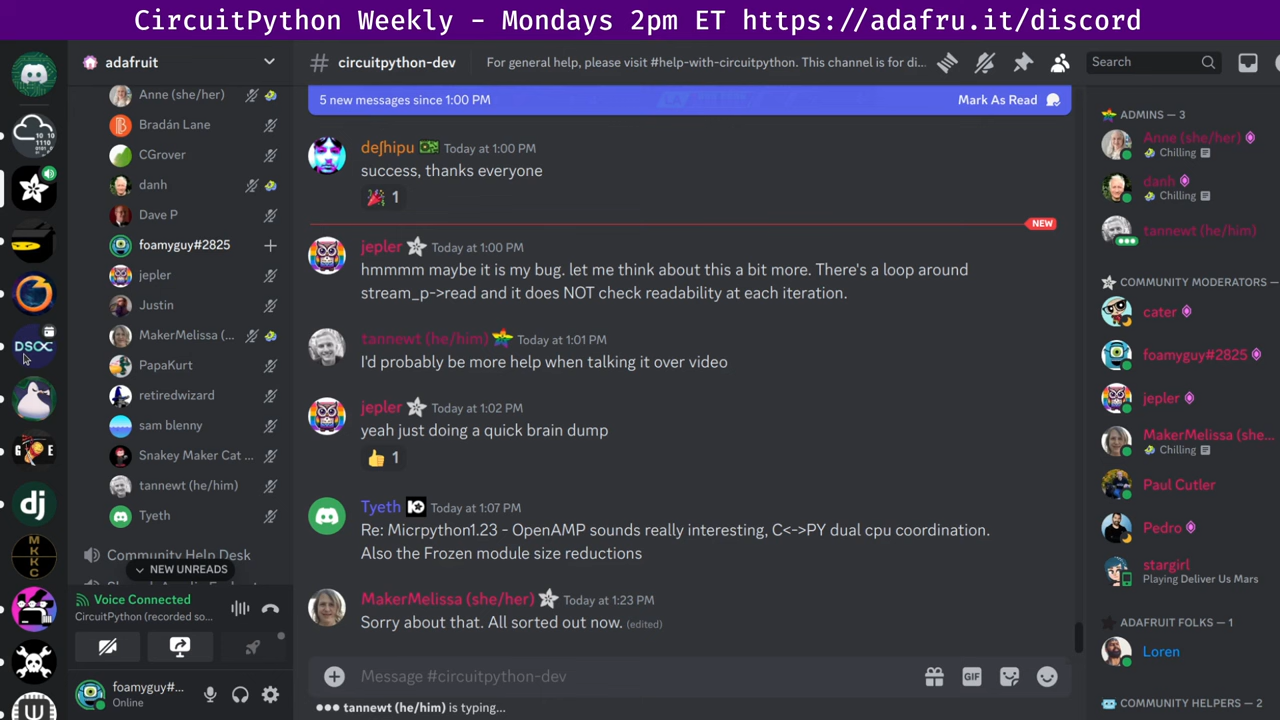 CircuitPython Weekly - Mondays 2pm ET https://adafru.it/discord
adafruit
Anne (she/her)
Bradán Lane
CGrover
danh
Dave P
foamyguy#2825
jepler
Justin
MakerMelissa (...
PapaKurt
retiredwizard
sam blenny
Snakey Maker Cat ...
tannewt (he/him)
Tyeth
Community Help Desk
NEW UNREADS
Voice Connected
CircuitPython (recorded so...
foamyguy#...
Online
DSOC
dj
# circuitpython-dev
For general help, please visit #help-with-circuitpython. This channel is for di...
Search
5 new messages since 1:00 PM
Mark As Read
deʃhipu Today at 1:00 PM
success, thanks everyone
1
NEW
jepler Today at 1:00 PM
hmmmm maybe it is my bug. let me think about this a bit more. There's a loop around
stream_p->read and it does NOT check readability at each iteration.
tannewt (he/him) Today at 1:01 PM
I'd probably be more help when talking it over video
jepler Today at 1:02 PM
yeah just doing a quick brain dump
1
Tyeth Today at 1:07 PM
Re: Micrpython1.23 - OpenAMP sounds really interesting, C<->PY dual cpu coordination.
Also the Frozen module size reductions
MakerMelissa (she/her) Today at 1:23 PM
Sorry about that. All sorted out now. (edited)
Message #circuitpython-dev
GIF
tannewt (he/him) is typing...
ADMINS — 3
Anne (she/her)
Chilling
danh
Chilling
tannewt (he/him)
COMMUNITY MODERATORS —
cater
foamyguy#2825
jepler
MakerMelissa (she...
Chilling
Paul Cutler
Pedro
stargirl
Playing Deliver Us Mars
ADAFRUIT FOLKS — 1
Loren
COMMUNITY HELPERS — 2